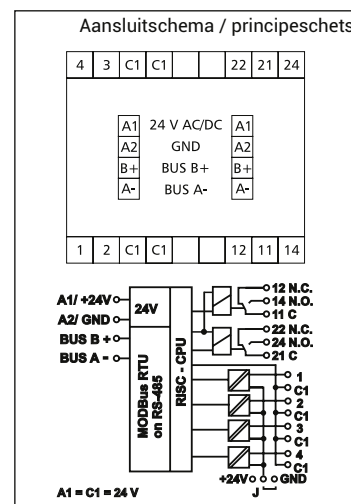 Aansluitschema / principeschets
4 3 C1 C1 22 21 24
A1 24 V AC/DC A1
A2 GND A2
B+ BUS B+ B+
A- BUS A- A-
1 2 C1 C1 12 11 14
A1/ +24V
A2/ GND
BUS B +
BUS A -
24V
MODBus RTU
on RS-485
RISC - CPU
12 N.C.
14 N.O.
11 C
22 N.C.
24 N.O.
21 C
1
C1
2
C1
3
C1
4
C1
+24V GND
J
A1 = C1 = 24 V